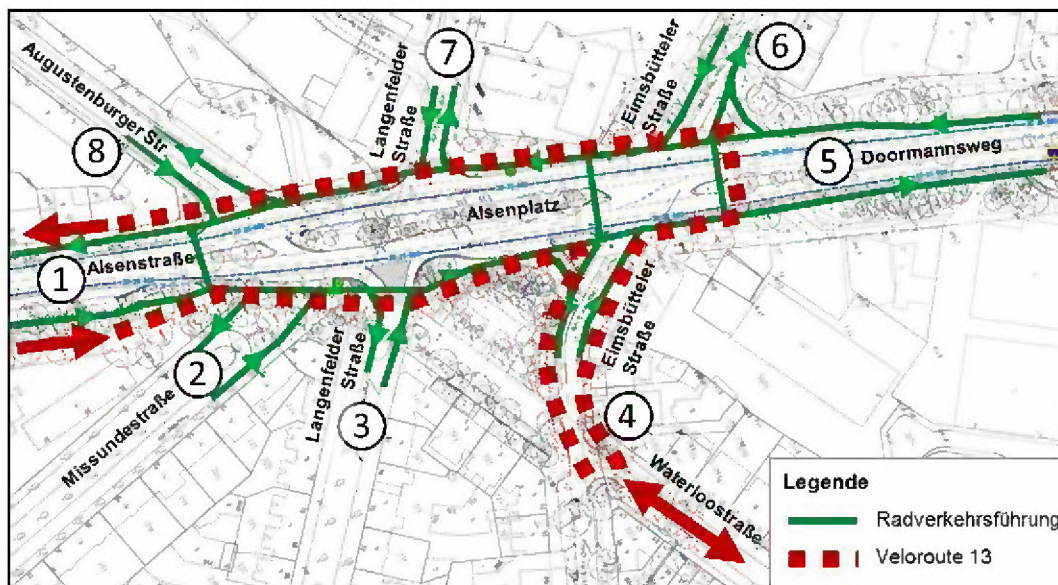 Augustenburger Str
8
Langenfelder
Straße
7
Eimsbütteler
Straße
6
5
Doormannsweg
Alsenplatz
1
Alsenstraße
2
Missundestraße
Langenfelder
Straße
3
Eimsbütteler
Straße
4
Waterloostraße
Legende
Radverkehrsführung
Veloroute 13